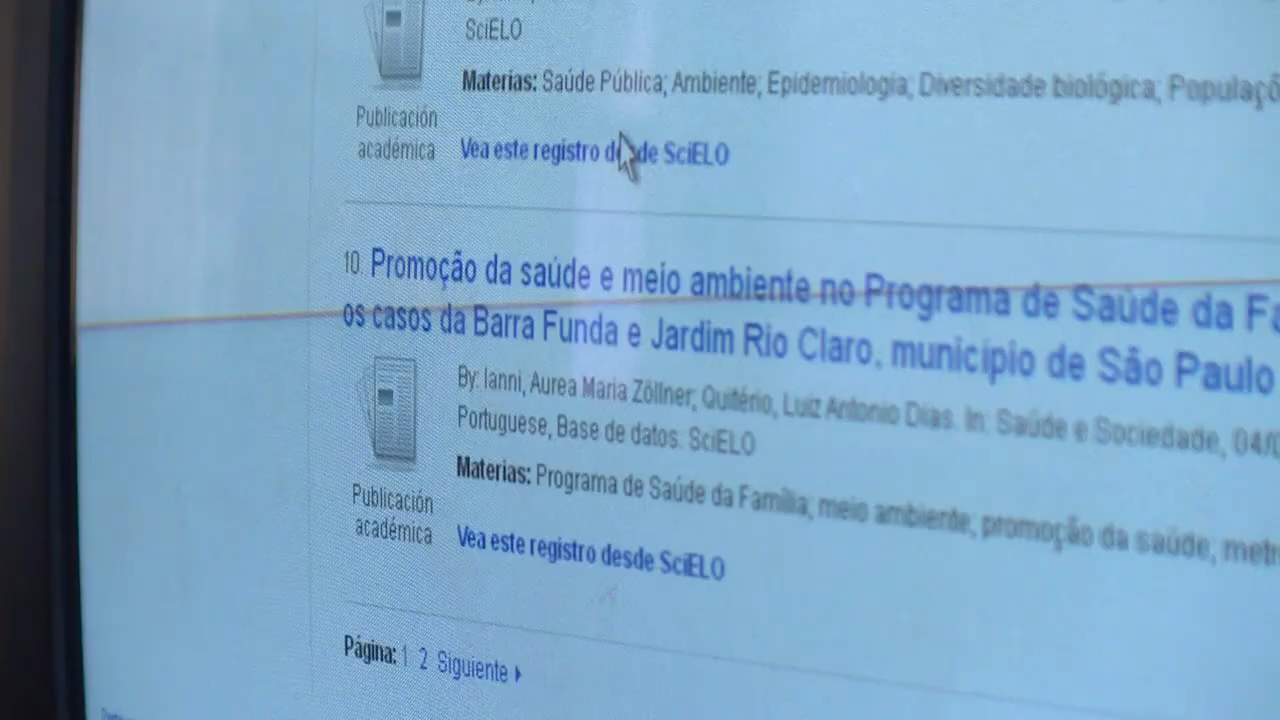 SciELO
Materias: Saúde Pública; Ambiente; Epidemiologia; Diversidade biológica;
Publicación
académica
Vea este registro desde SciELO
10. Promoção da saúde e meio ambiente no Programa de Saúde da
os casos da Barra Funda e Jardim Rio Claro, município de São Paulo
By: Ianni, Aurea Maria Zöllner; Quitério, Luiz Antonio Dias. In: Saúde e Sociedade,
Portuguese, Base de datos: SciELO
Materias: Programa de Saúde da Família; meio ambiente; promoção da saúde;
Publicación
académica
Vea este registro desde SciELO
Página: 1 2 Siguiente